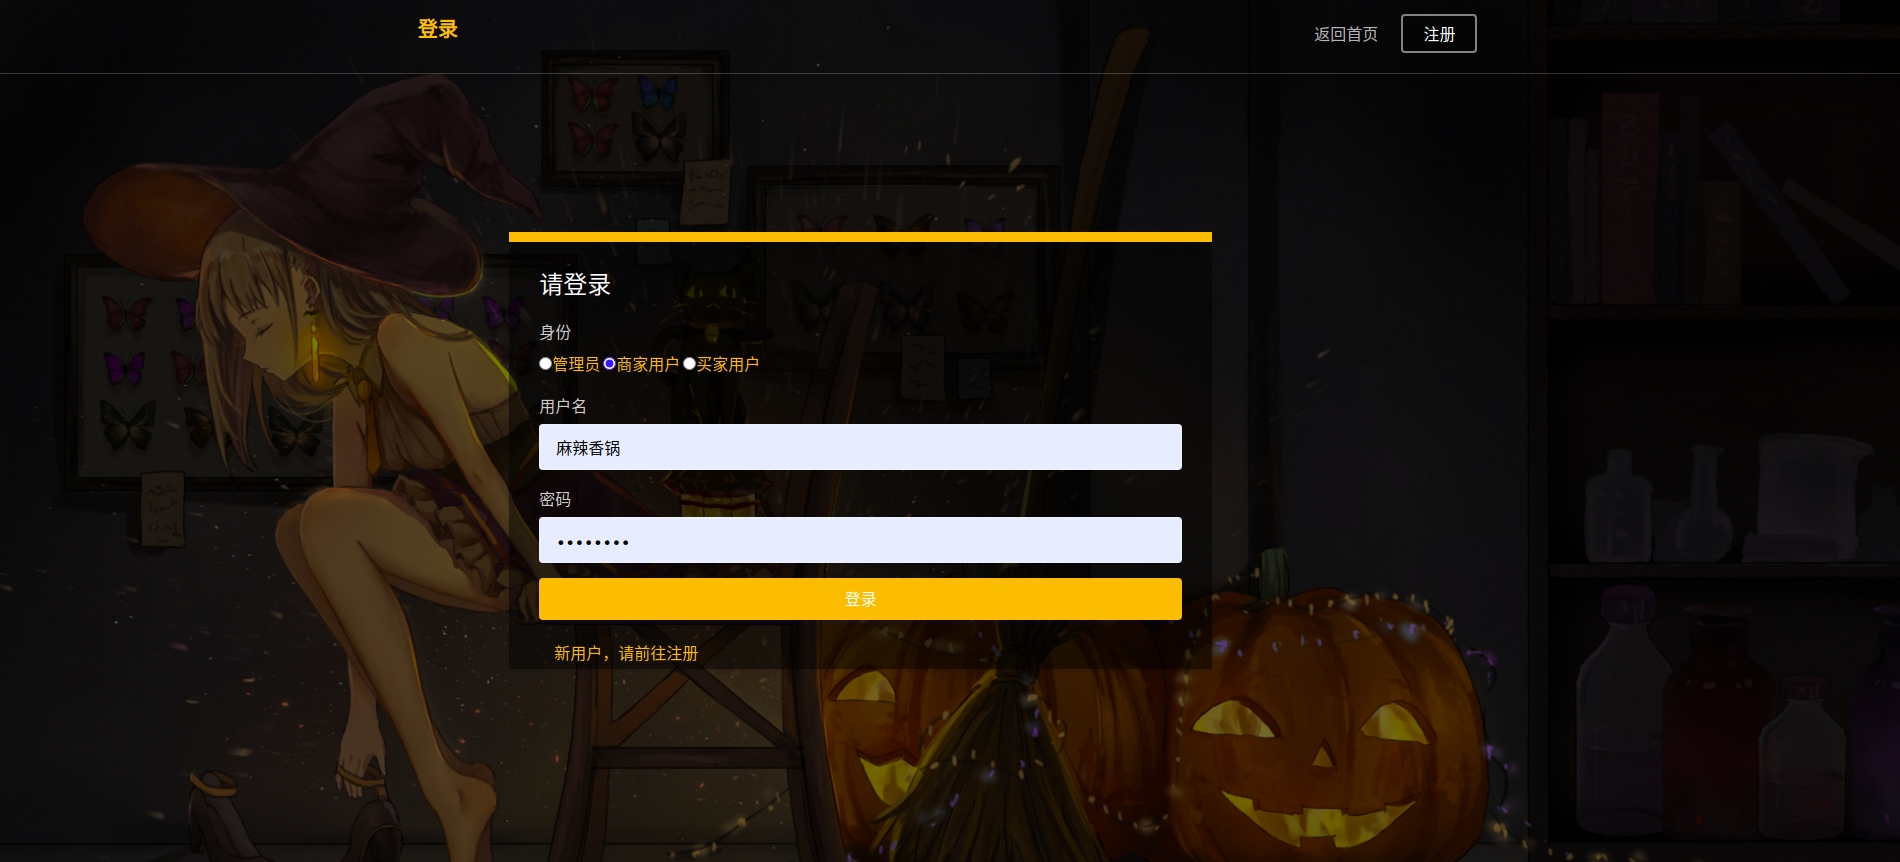 登录
返回首页
注册
请登录
身份
管理员 商家用户 买家用户
用户名
麻辣香锅
密码
••••••••
登录
新用户，请前往注册